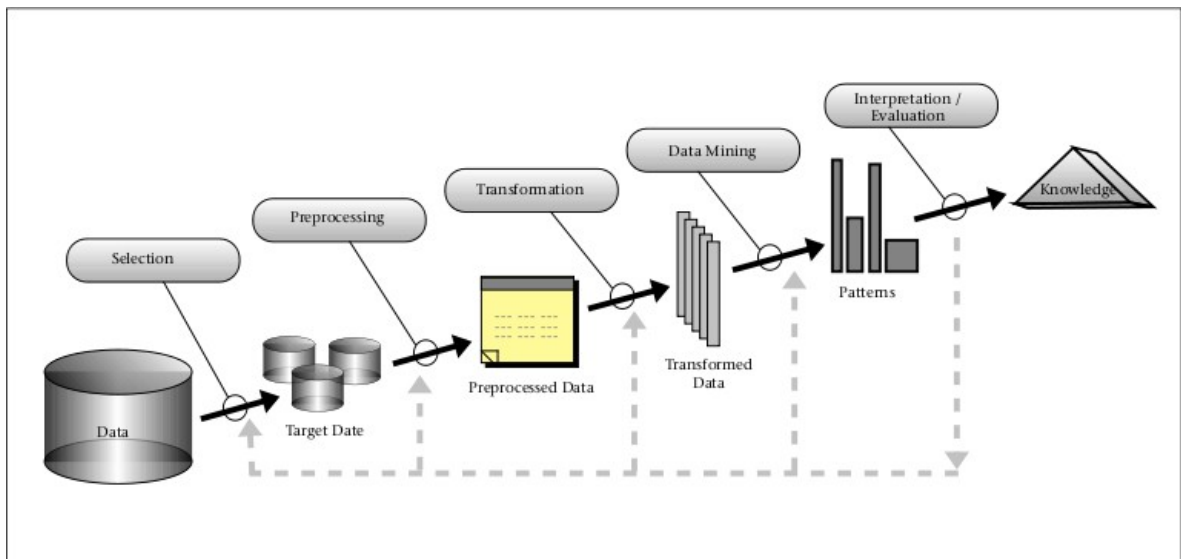 Interpretation /
Evaluation
Data Mining
Transformation
Preprocessing
Selection
Knowledge
Patterns
Transformed
Data
Preprocessed Data
Target Date
Data